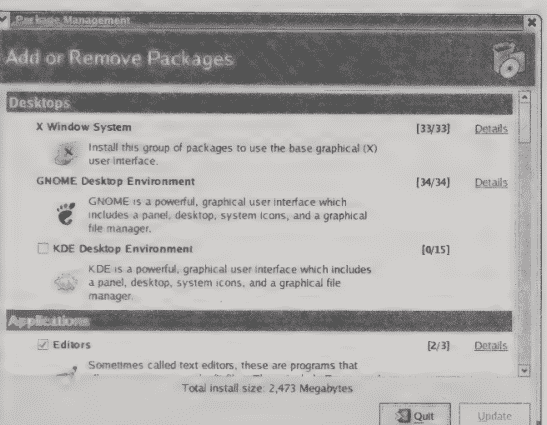 Package Management
Add or Remove Packages
Desktops
X Window System [33/33] Details
Install this group of packages to use the base graphical (X)
user interface.
GNOME Desktop Environment [34/34] Details
GNOME is a powerful, graphical user interface which
includes a panel, desktop, system icons, and a graphical
file manager.
KDE Desktop Environment [0/15]
KDE is a powerful, graphical user interface which includes
a panel, desktop, system icons, and a graphical file
manager.
Applications
Editors [2/3] Details
Sometimes called text editors, these are programs that
Total install size: 2,473 Megabytes
Quit Update